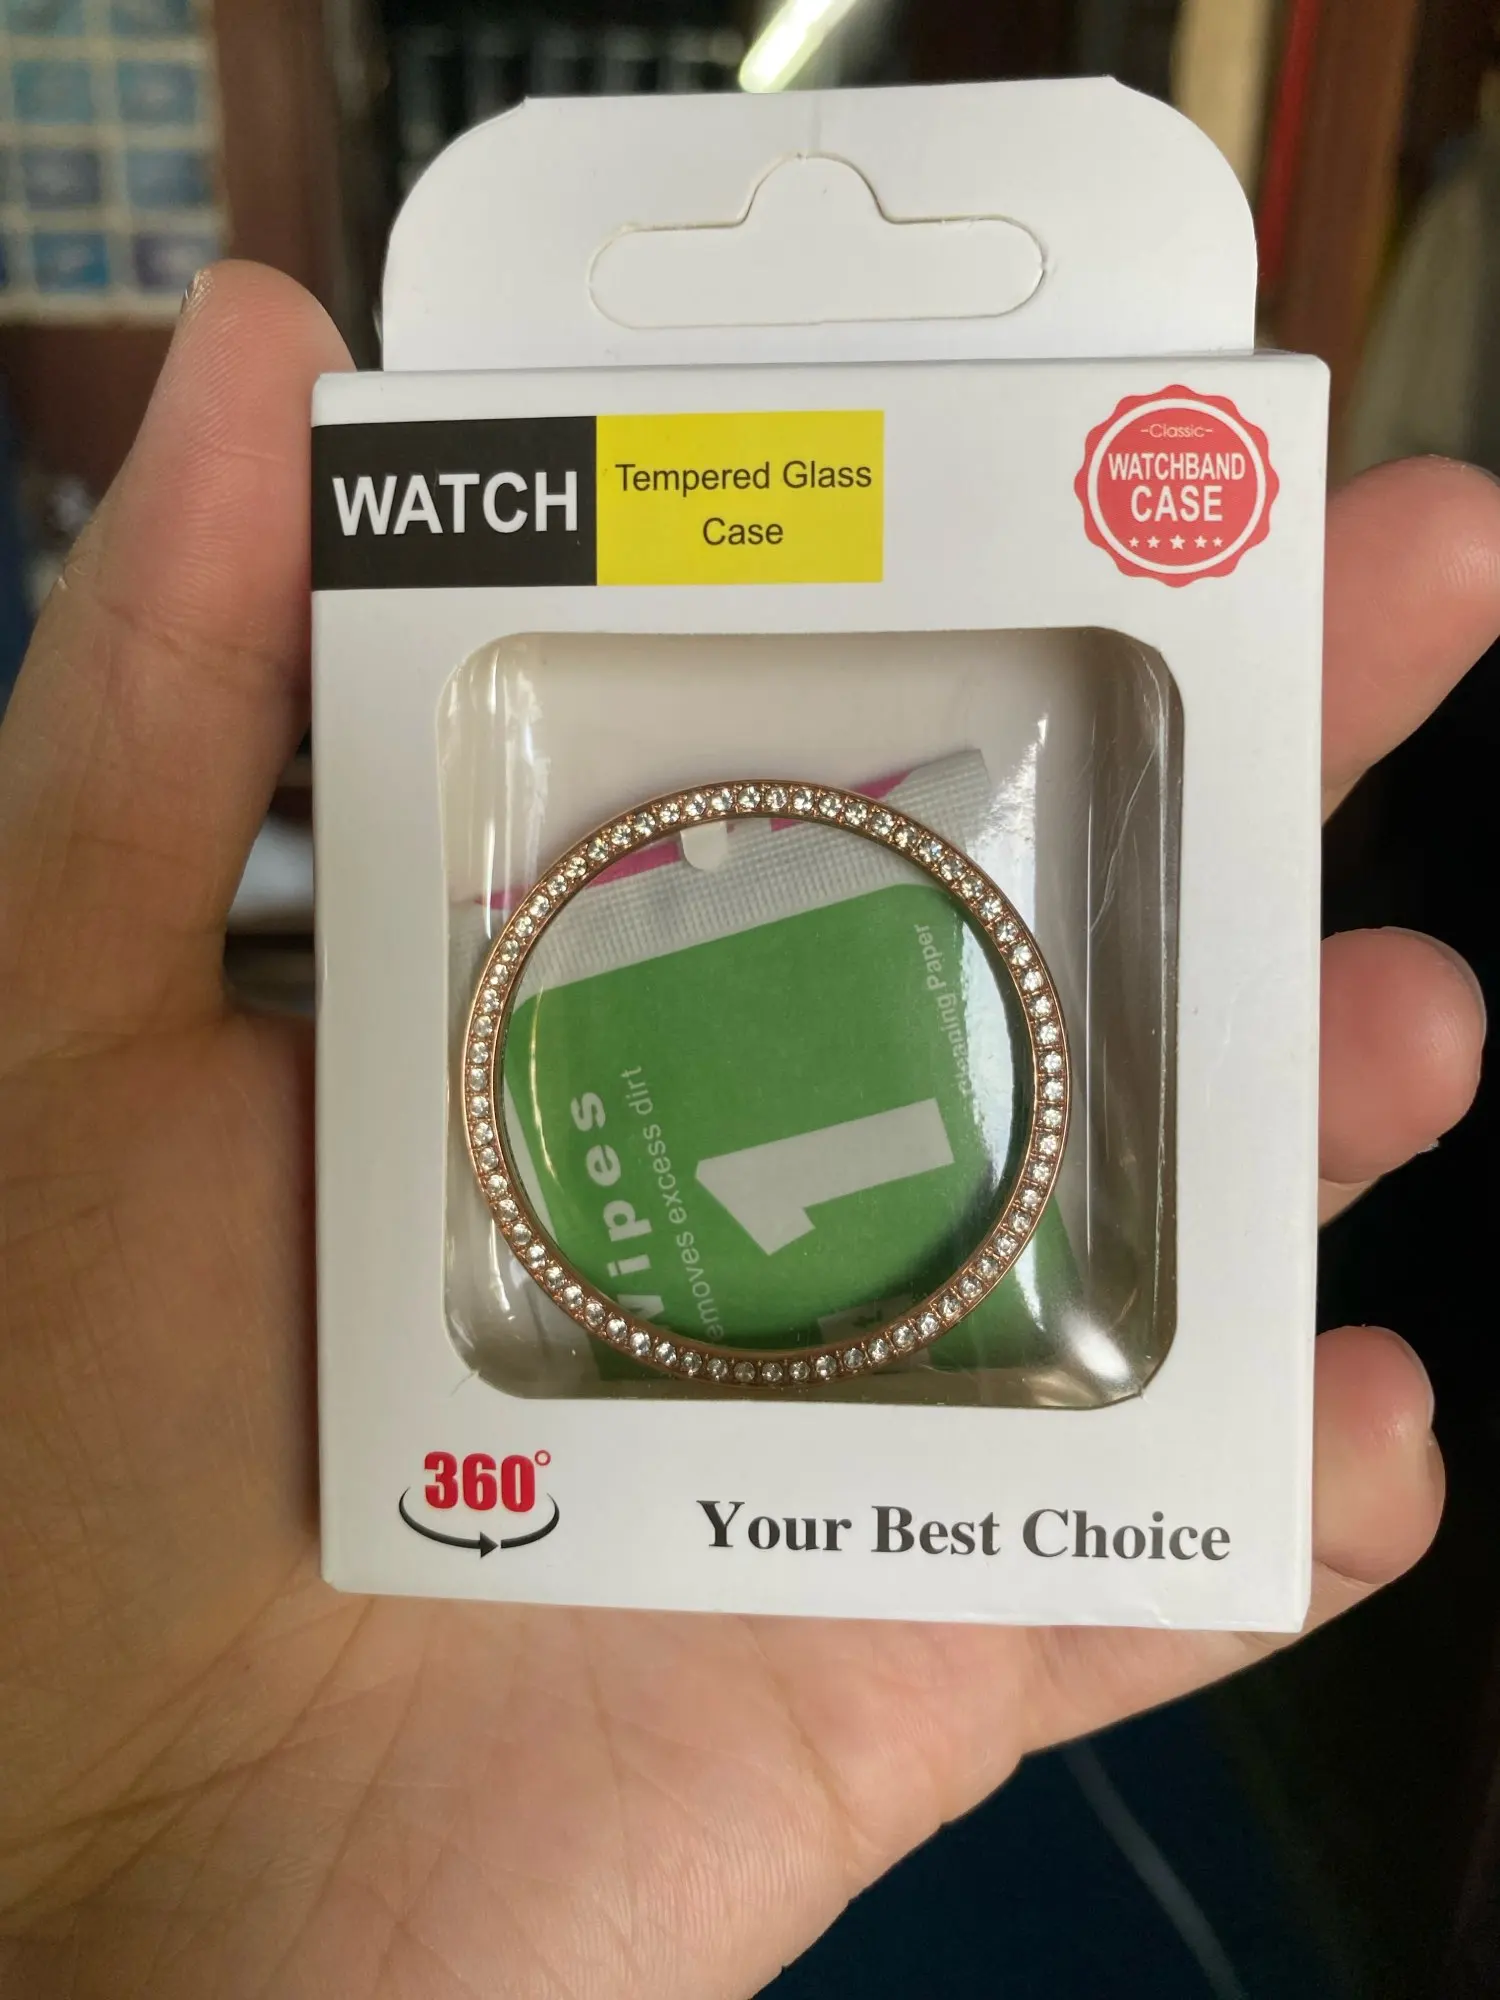 WATCH
Tempered Glass
Case
-Classic-
WATCHBAND
CASE
Cleaning Paper
1
wipes
removes excess dirt
360°
Your Best Choice